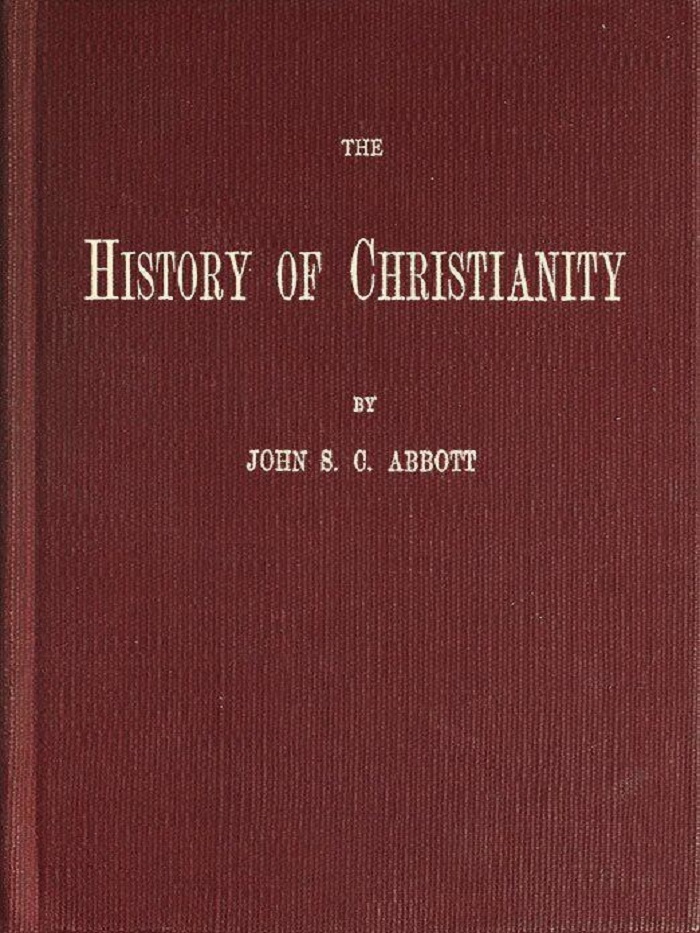 THE
HISTORY OF CHRISTIANITY
BY
JOHN S. C. ABBOTT